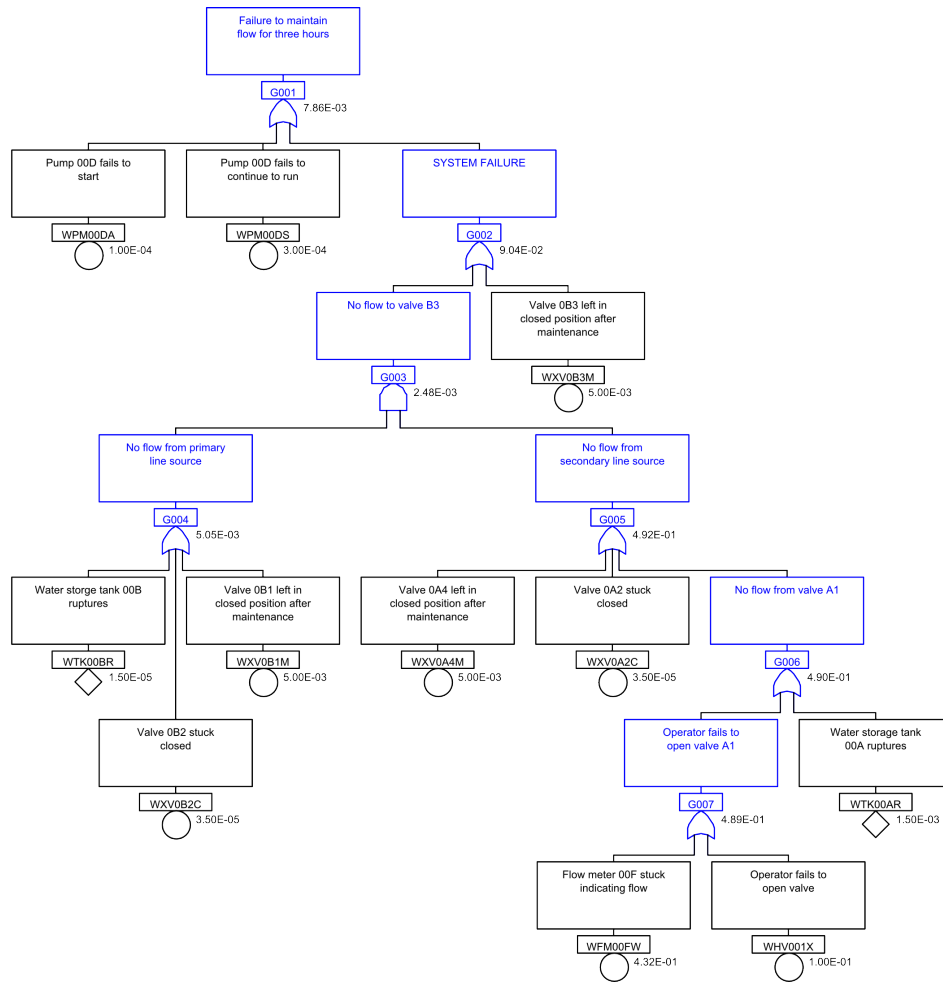 Failure to maintain
flow for three hours
G001
7.86E-03
Pump 00D fails to
start
WPM00DA
1.00E-04
Pump 00D fails to
continue to run
WPM00DS
3.00E-04
SYSTEM FAILURE
G002
9.04E-02
No flow to valve B3
G003
2.48E-03
Valve 0B3 left in
closed position after
maintenance
WXV0B3M
5.00E-03
No flow from primary
line source
G004
5.05E-03
No flow from
secondary line source
G005
4.92E-01
Water storge tank 00B
ruptures
WTK00BR
1.50E-05
Valve 0B1 left in
closed position after
maintenance
WXV0B1M
5.00E-03
Valve 0A4 left in
closed position after
maintenance
WXV0A4M
5.00E-03
Valve 0A2 stuck
closed
WXV0A2C
3.50E-05
No flow from valve A1
G006
4.90E-01
Valve 0B2 stuck
closed
WXV0B2C
3.50E-05
Operator fails to
open valve A1
G007
4.89E-01
Water storage tank
00A ruptures
WTK00AR
1.50E-03
Flow meter 00F stuck
indicating flow
WFM00FW
4.32E-01
Operator fails to
open valve
WHV001X
1.00E-01